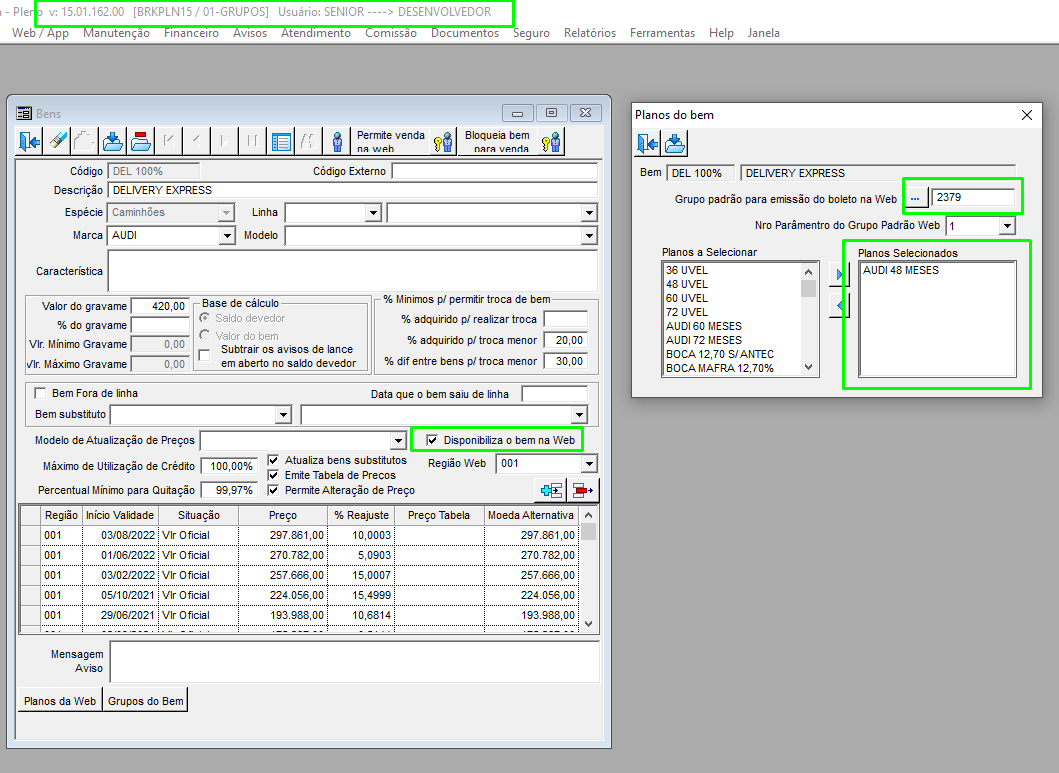 - Pleno v: 15.01.162.00 [BRKPLN15 / 01-GRUPOS] Usuário: SENIOR ----> DESENVOLVEDOR
Web / App Manutenção Financeiro Avisos Atendimento Comissão Documentos Seguro Relatórios Ferramentas Help Janela
Bens
Permite venda na web
Bloqueia bem para venda
Código DEL 100% Código Externo
Descrição DELIVERY EXPRESS
Espécie Caminhões Linha
Marca AUDI Modelo
Característica
Valor do gravame 420,00
% do gravame
Vlr. Mínimo Gravame 0,00
Vlr. Máximo Gravame 0,00
Base de cálculo
Saldo devedor
Valor do bem
Subtrair os avisos de lance
em aberto no saldo devedor
% Minimos p/ permitir troca de bem
% adquirido p/ realizar troca
% adquirido p/ troca menor 20,00
% dif entre bens p/ troca menor 30,00
Bem Fora de linha Data que o bem saiu de linha
Bem substituto
Modelo de Atualização de Preços Disponibiliza o bem na Web
Máximo de Utilização de Crédito 100,00% Atualiza bens substitutos Região Web 001
Emite Tabela de Preços
Percentual Mínimo para Quitação 99,97% Permite Alteração de Preço
Região Início Validade Situação Preço % Reajuste Preço Tabela Moeda Alternativa
001 03/08/2022 Vlr Oficial 297.861,00 10,0003 297.861,00
001 01/06/2022 Vlr Oficial 270.782,00 5,0903 270.782,00
001 03/02/2022 Vlr Oficial 257.666,00 15,0007 257.666,00
001 05/10/2021 Vlr Oficial 224.056,00 15,4999 224.056,00
001 29/06/2021 Vlr Oficial 193.988,00 10,6814 193.988,00
Mensagem
Aviso
Planos da Web Grupos do Bem
Planos do bem
Bem DEL 100% DELIVERY EXPRESS
Grupo padrão para emissão do boleto na Web ... 2379
Nro Parâmentro do Grupo Padrão Web 1
Planos a Selecionar
36 UVEL
48 UVEL
60 UVEL
72 UVEL
AUDI 60 MESES
AUDI 72 MESES
BOCA 12,70 S/ ANTEC
BOCA MAFRA 12,70%
Planos Selecionados
AUDI 48 MESES